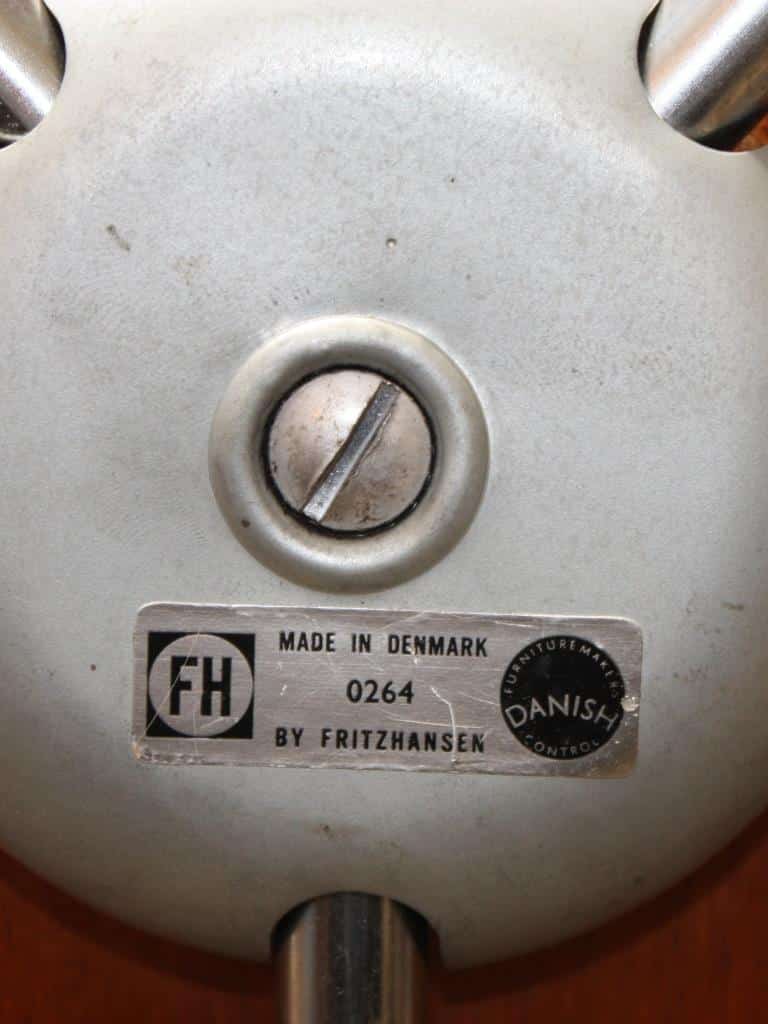 FH
MADE IN DENMARK
0264
BY FRITZHANSEN
FURNITUREMAKERS
DANISH
CONTROL